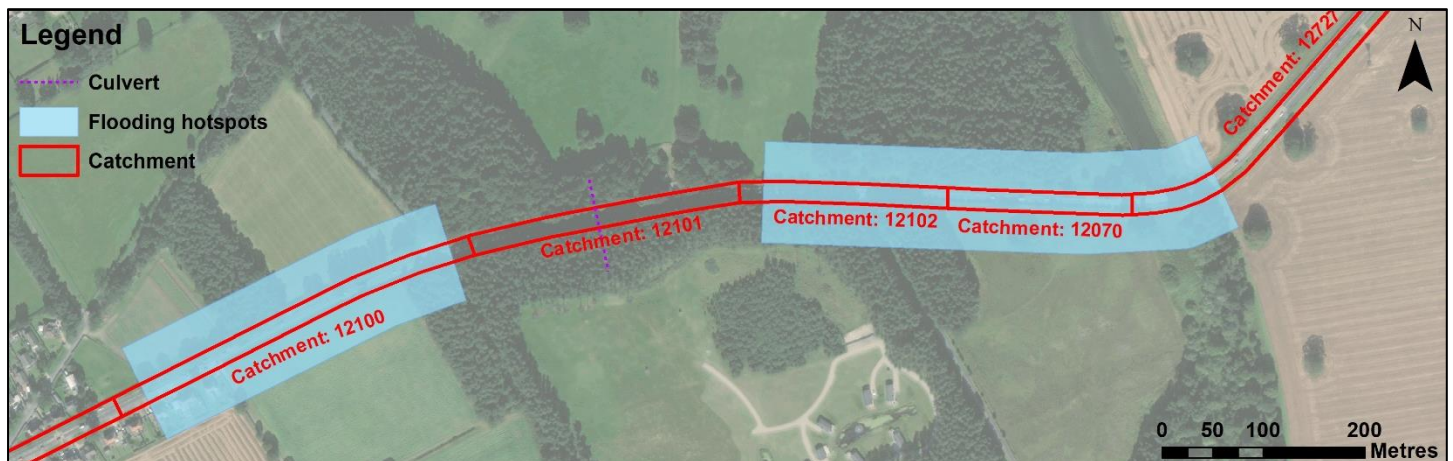 Legend
Culvert
Flooding hotspots
Catchment
Catchment: 12100
Catchment: 12101
Catchment: 12102
Catchment: 12070
Catchment: 12727
N
0 50 100 200
Metres